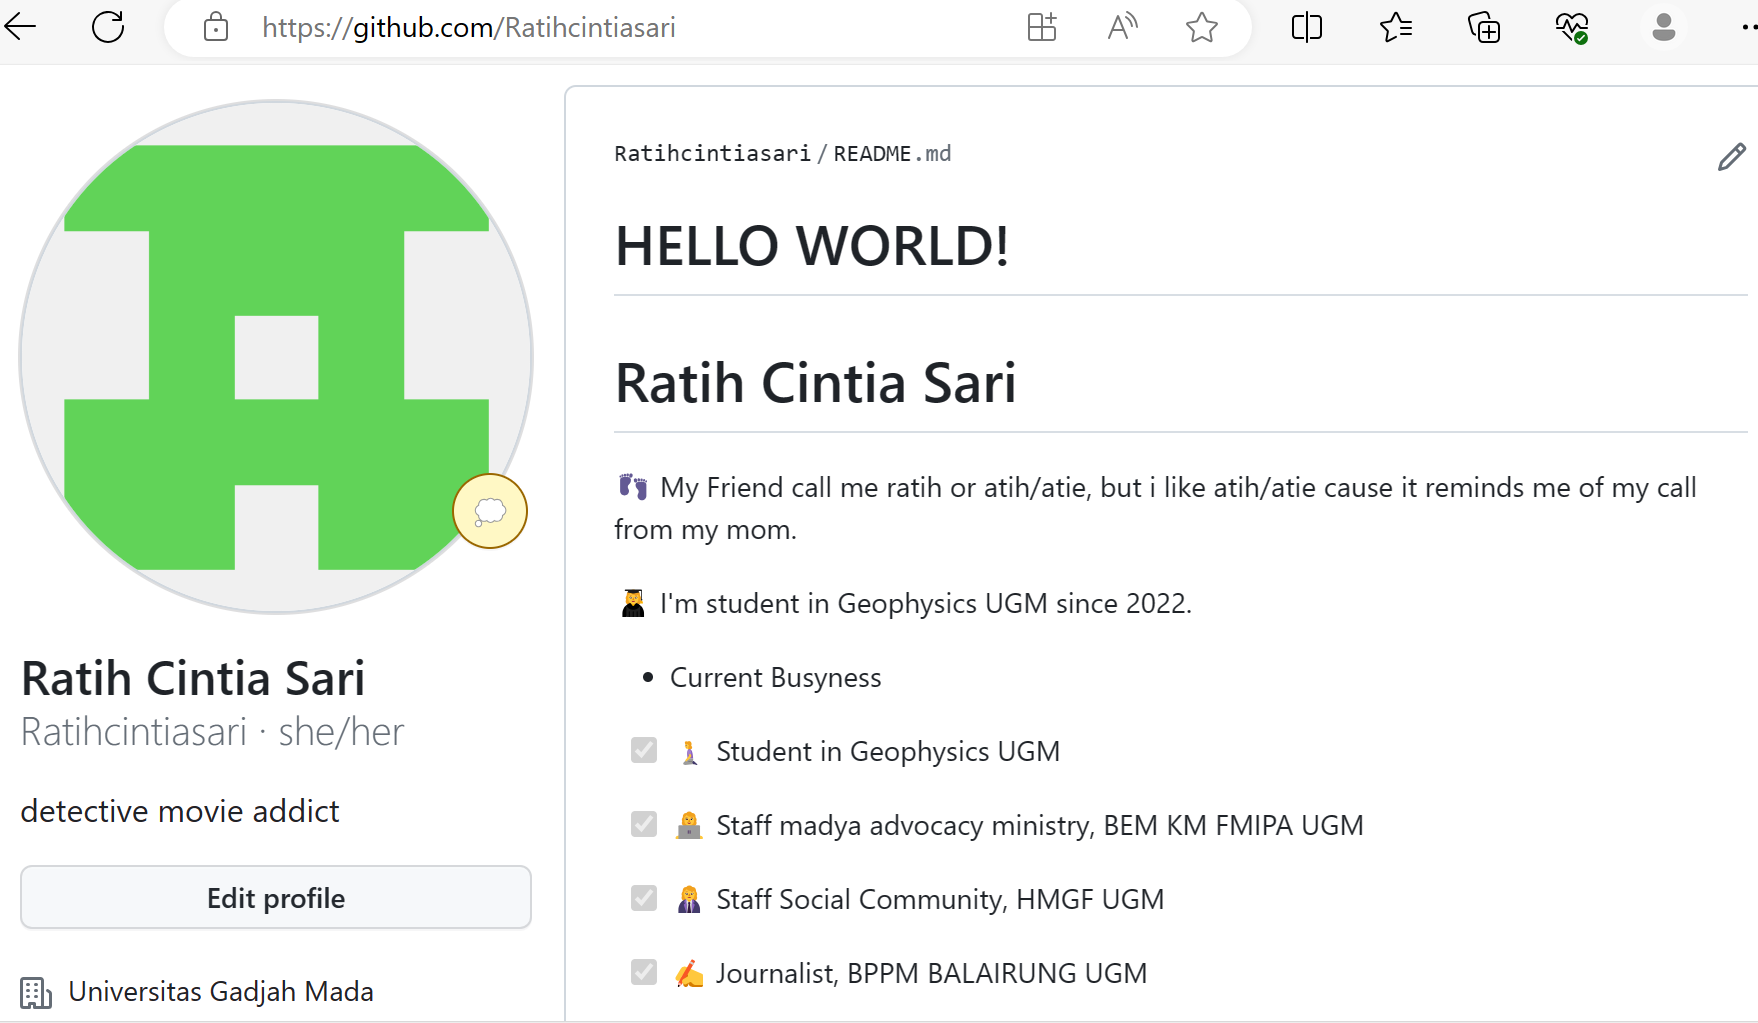 https://github.com/Ratihcintiasari
Ratihcintiasari/README.md
HELLO WORLD!
Ratih Cintia Sari
👣 My Friend call me ratih or atih/atie, but i like atih/atie cause it reminds me of my call
from my mom.
👩‍🎓 I'm student in Geophysics UGM since 2022.
• Current Busyness
Student in Geophysics UGM
Staff madya advocacy ministry, BEM KM FMIPA UGM
Staff Social Community, HMGF UGM
Journalist, BPPM BALAIRUNG UGM
Ratih Cintia Sari
Ratihcintiasari · she/her
detective movie addict
Edit profile
Universitas Gadjah Mada